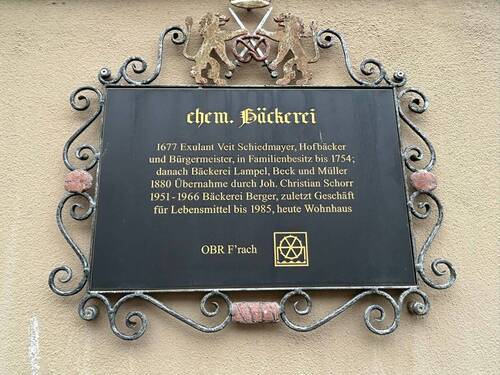 chem. Bäckerei
1677 Exulant Veit Schiedmayer, Hofbäcker
und Bürgermeister, in Familienbesitz bis 1754;
danach Bäckerei Lampel, Beck und Müller
1880 Übernahme durch Joh. Christian Schorr
1951-1966 Bäckerei Berger, zuletzt Geschäft
für Lebensmittel bis 1985, heute Wohnhaus
OBR F'rach